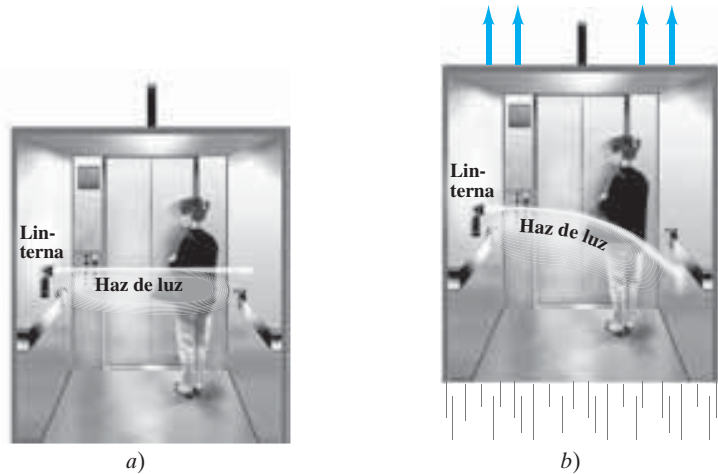 Lin-
terna
Haz de luz
a)
Lin-
terna
Haz de luz
b)